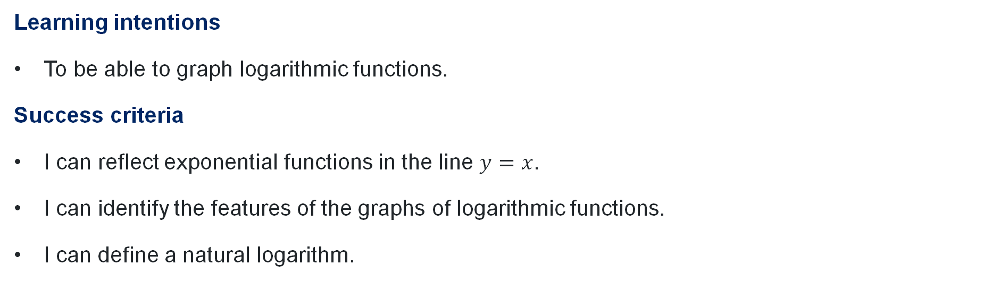 Learning intentions
• To be able to graph logarithmic functions.
Success criteria
• I can reflect exponential functions in the line y = x.
• I can identify the features of the graphs of logarithmic functions.
• I can define a natural logarithm.